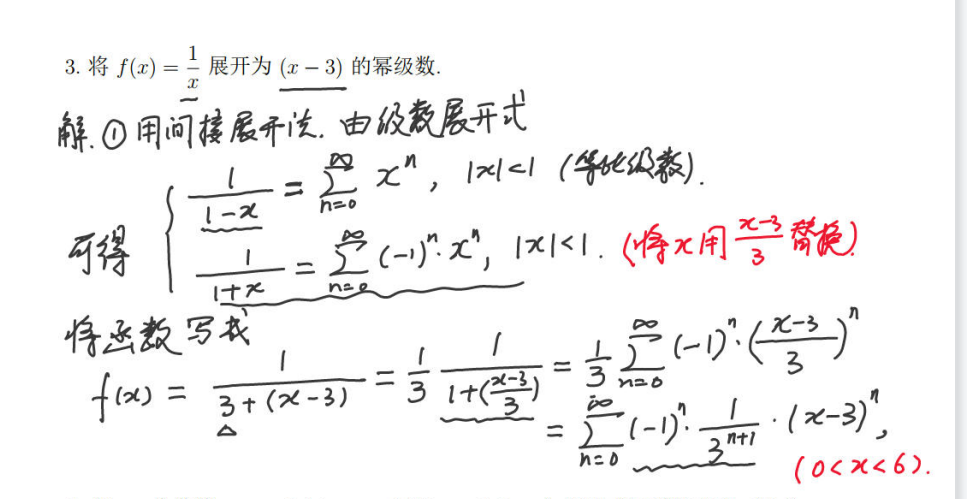 3. 将 f(x) = \frac{1}{x} 展开为 (x − 3) 的幂级数.
解.① 用间接展开法. 由级数展开式
\frac{1}{1-x} = \sum_{n=0}^{\infty} x^n, |x|<1 (等比级数).
可得
\frac{1}{1+x} = \sum_{n=0}^{\infty} (-1)^n·x^n, |x|<1. (将x用\frac{x-3}{3}替换)
将函数写成
f(x) = \frac{1}{3+(x-3)} = \frac{1}{3} \frac{1}{1+(\frac{x-3}{3})} = \frac{1}{3} \sum_{n=0}^{\infty} (-1)^n·(\frac{x-3}{3})^n
= \sum_{n=0}^{\infty} (-1)^n·\frac{1}{3^{n+1}}·(x-3)^n,
(0<x<6).